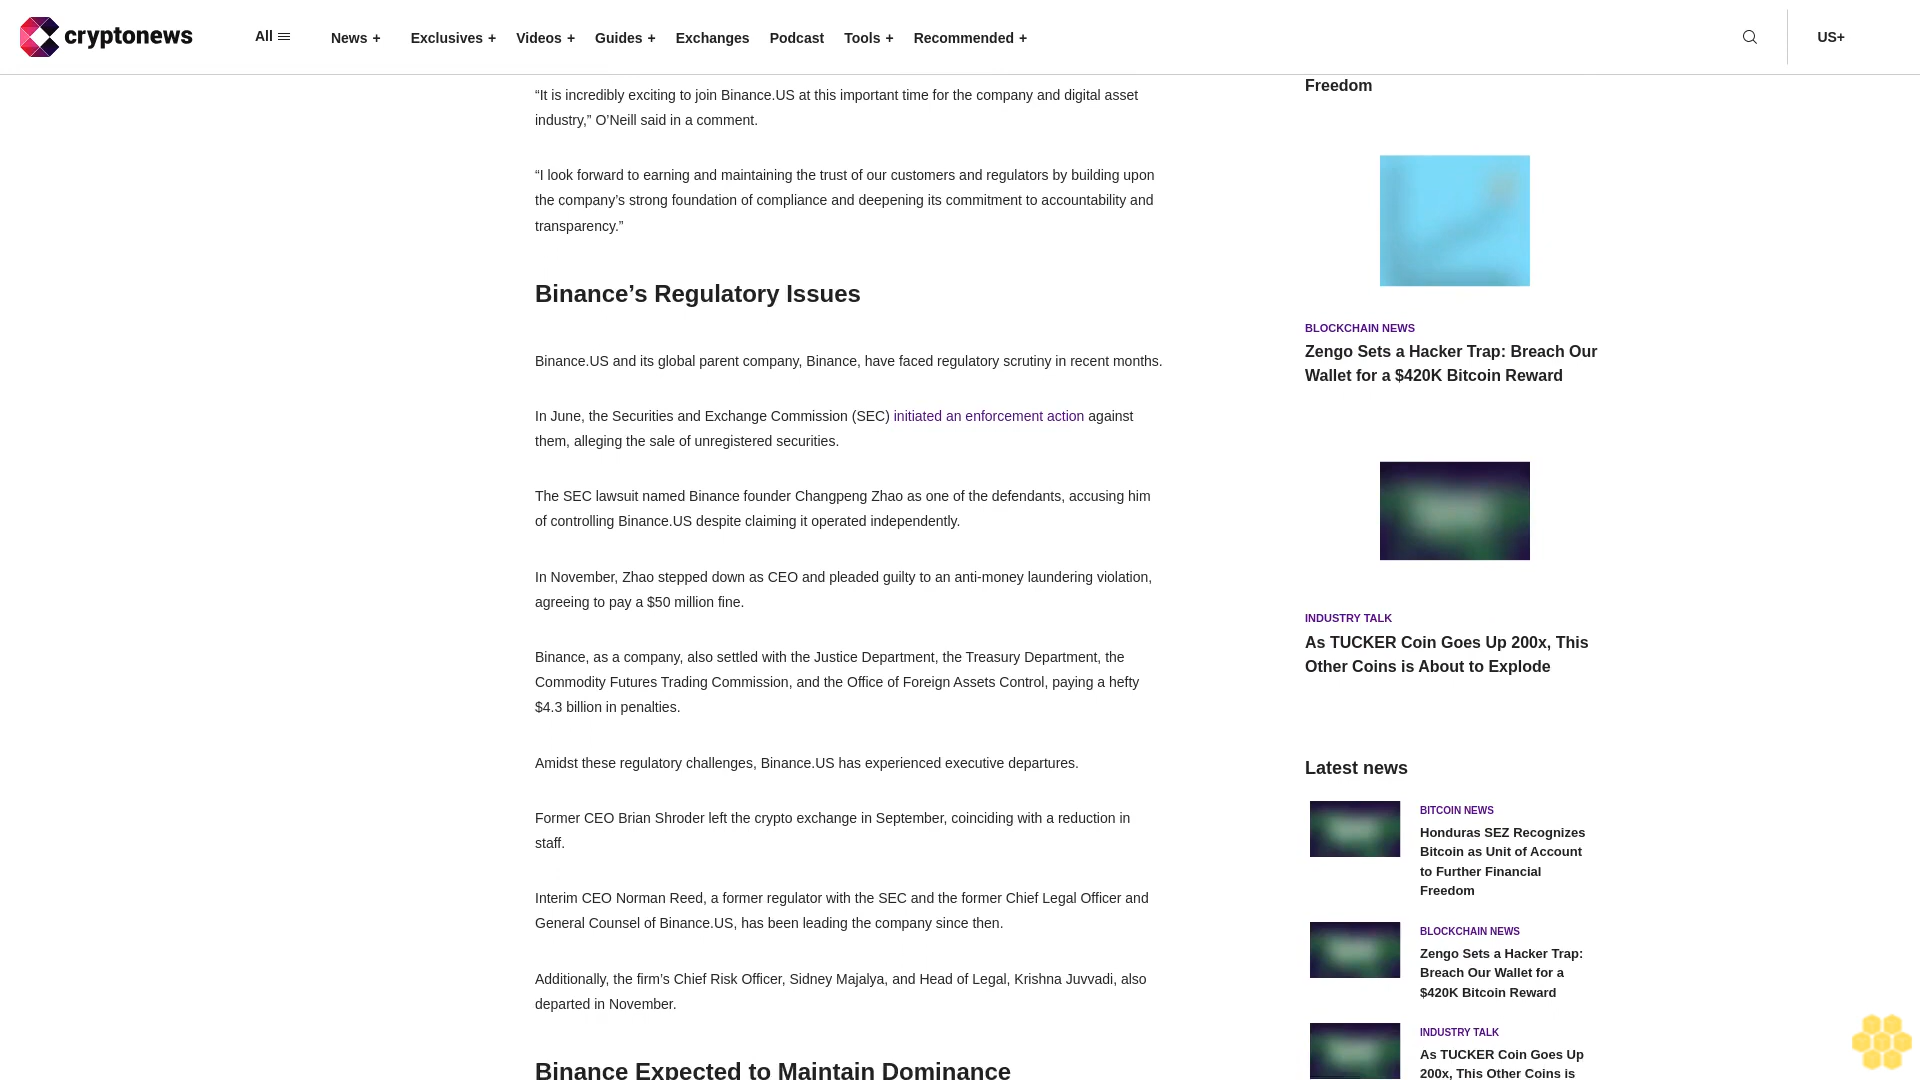 cryptonews
All
News +
Exclusives +
Videos +
Guides +
Exchanges
Podcast
Tools +
Recommended +
US+
“It is incredibly exciting to join Binance.US at this important time for the company and digital asset
industry,” O’Neill said in a comment.
“I look forward to earning and maintaining the trust of our customers and regulators by building upon
the company’s strong foundation of compliance and deepening its commitment to accountability and
transparency.”
Binance’s Regulatory Issues
Binance.US and its global parent company, Binance, have faced regulatory scrutiny in recent months.
In June, the Securities and Exchange Commission (SEC) initiated an enforcement action against
them, alleging the sale of unregistered securities.
The SEC lawsuit named Binance founder Changpeng Zhao as one of the defendants, accusing him
of controlling Binance.US despite claiming it operated independently.
In November, Zhao stepped down as CEO and pleaded guilty to an anti-money laundering violation,
agreeing to pay a $50 million fine.
Binance, as a company, also settled with the Justice Department, the Treasury Department, the
Commodity Futures Trading Commission, and the Office of Foreign Assets Control, paying a hefty
$4.3 billion in penalties.
Amidst these regulatory challenges, Binance.US has experienced executive departures.
Former CEO Brian Shroder left the crypto exchange in September, coinciding with a reduction in
staff.
Interim CEO Norman Reed, a former regulator with the SEC and the former Chief Legal Officer and
General Counsel of Binance.US, has been leading the company since then.
Additionally, the firm’s Chief Risk Officer, Sidney Majalya, and Head of Legal, Krishna Juvvadi, also
departed in November.
Binance Expected to Maintain Dominance
Freedom
BLOCKCHAIN NEWS
Zengo Sets a Hacker Trap: Breach Our
Wallet for a $420K Bitcoin Reward
INDUSTRY TALK
As TUCKER Coin Goes Up 200x, This
Other Coins is About to Explode
Latest news
BITCOIN NEWS
Honduras SEZ Recognizes
Bitcoin as Unit of Account
to Further Financial
Freedom
BLOCKCHAIN NEWS
Zengo Sets a Hacker Trap:
Breach Our Wallet for a
$420K Bitcoin Reward
INDUSTRY TALK
As TUCKER Coin Goes Up
200x, This Other Coins is